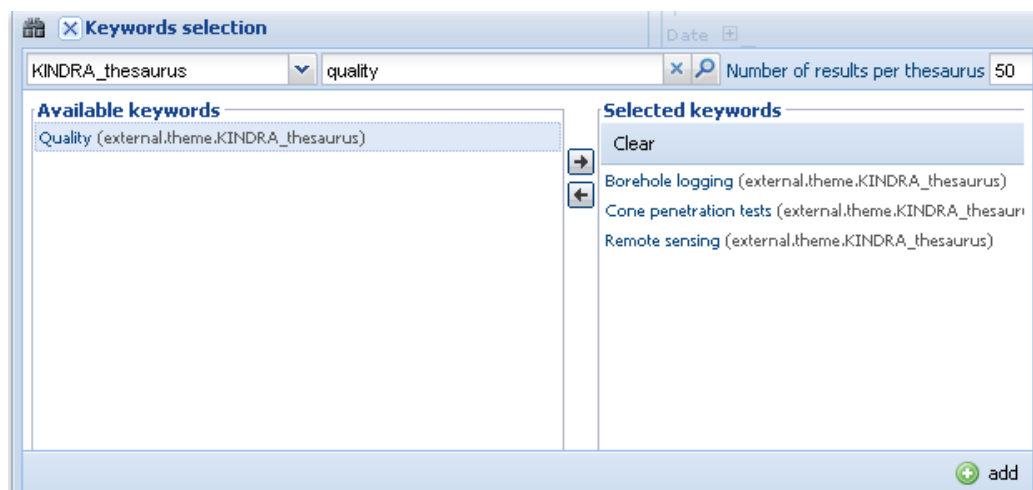 Keywords selection
Date
KINDRA_thesaurus quality Number of results per thesaurus 50
Available keywords
Quality (external.theme.KINDRA_thesaurus)
Selected keywords
Clear
Borehole logging (external.theme.KINDRA_thesaurus)
Cone penetration tests (external.theme.KINDRA_thesauru
Remote sensing (external.theme.KINDRA_thesaurus)
add